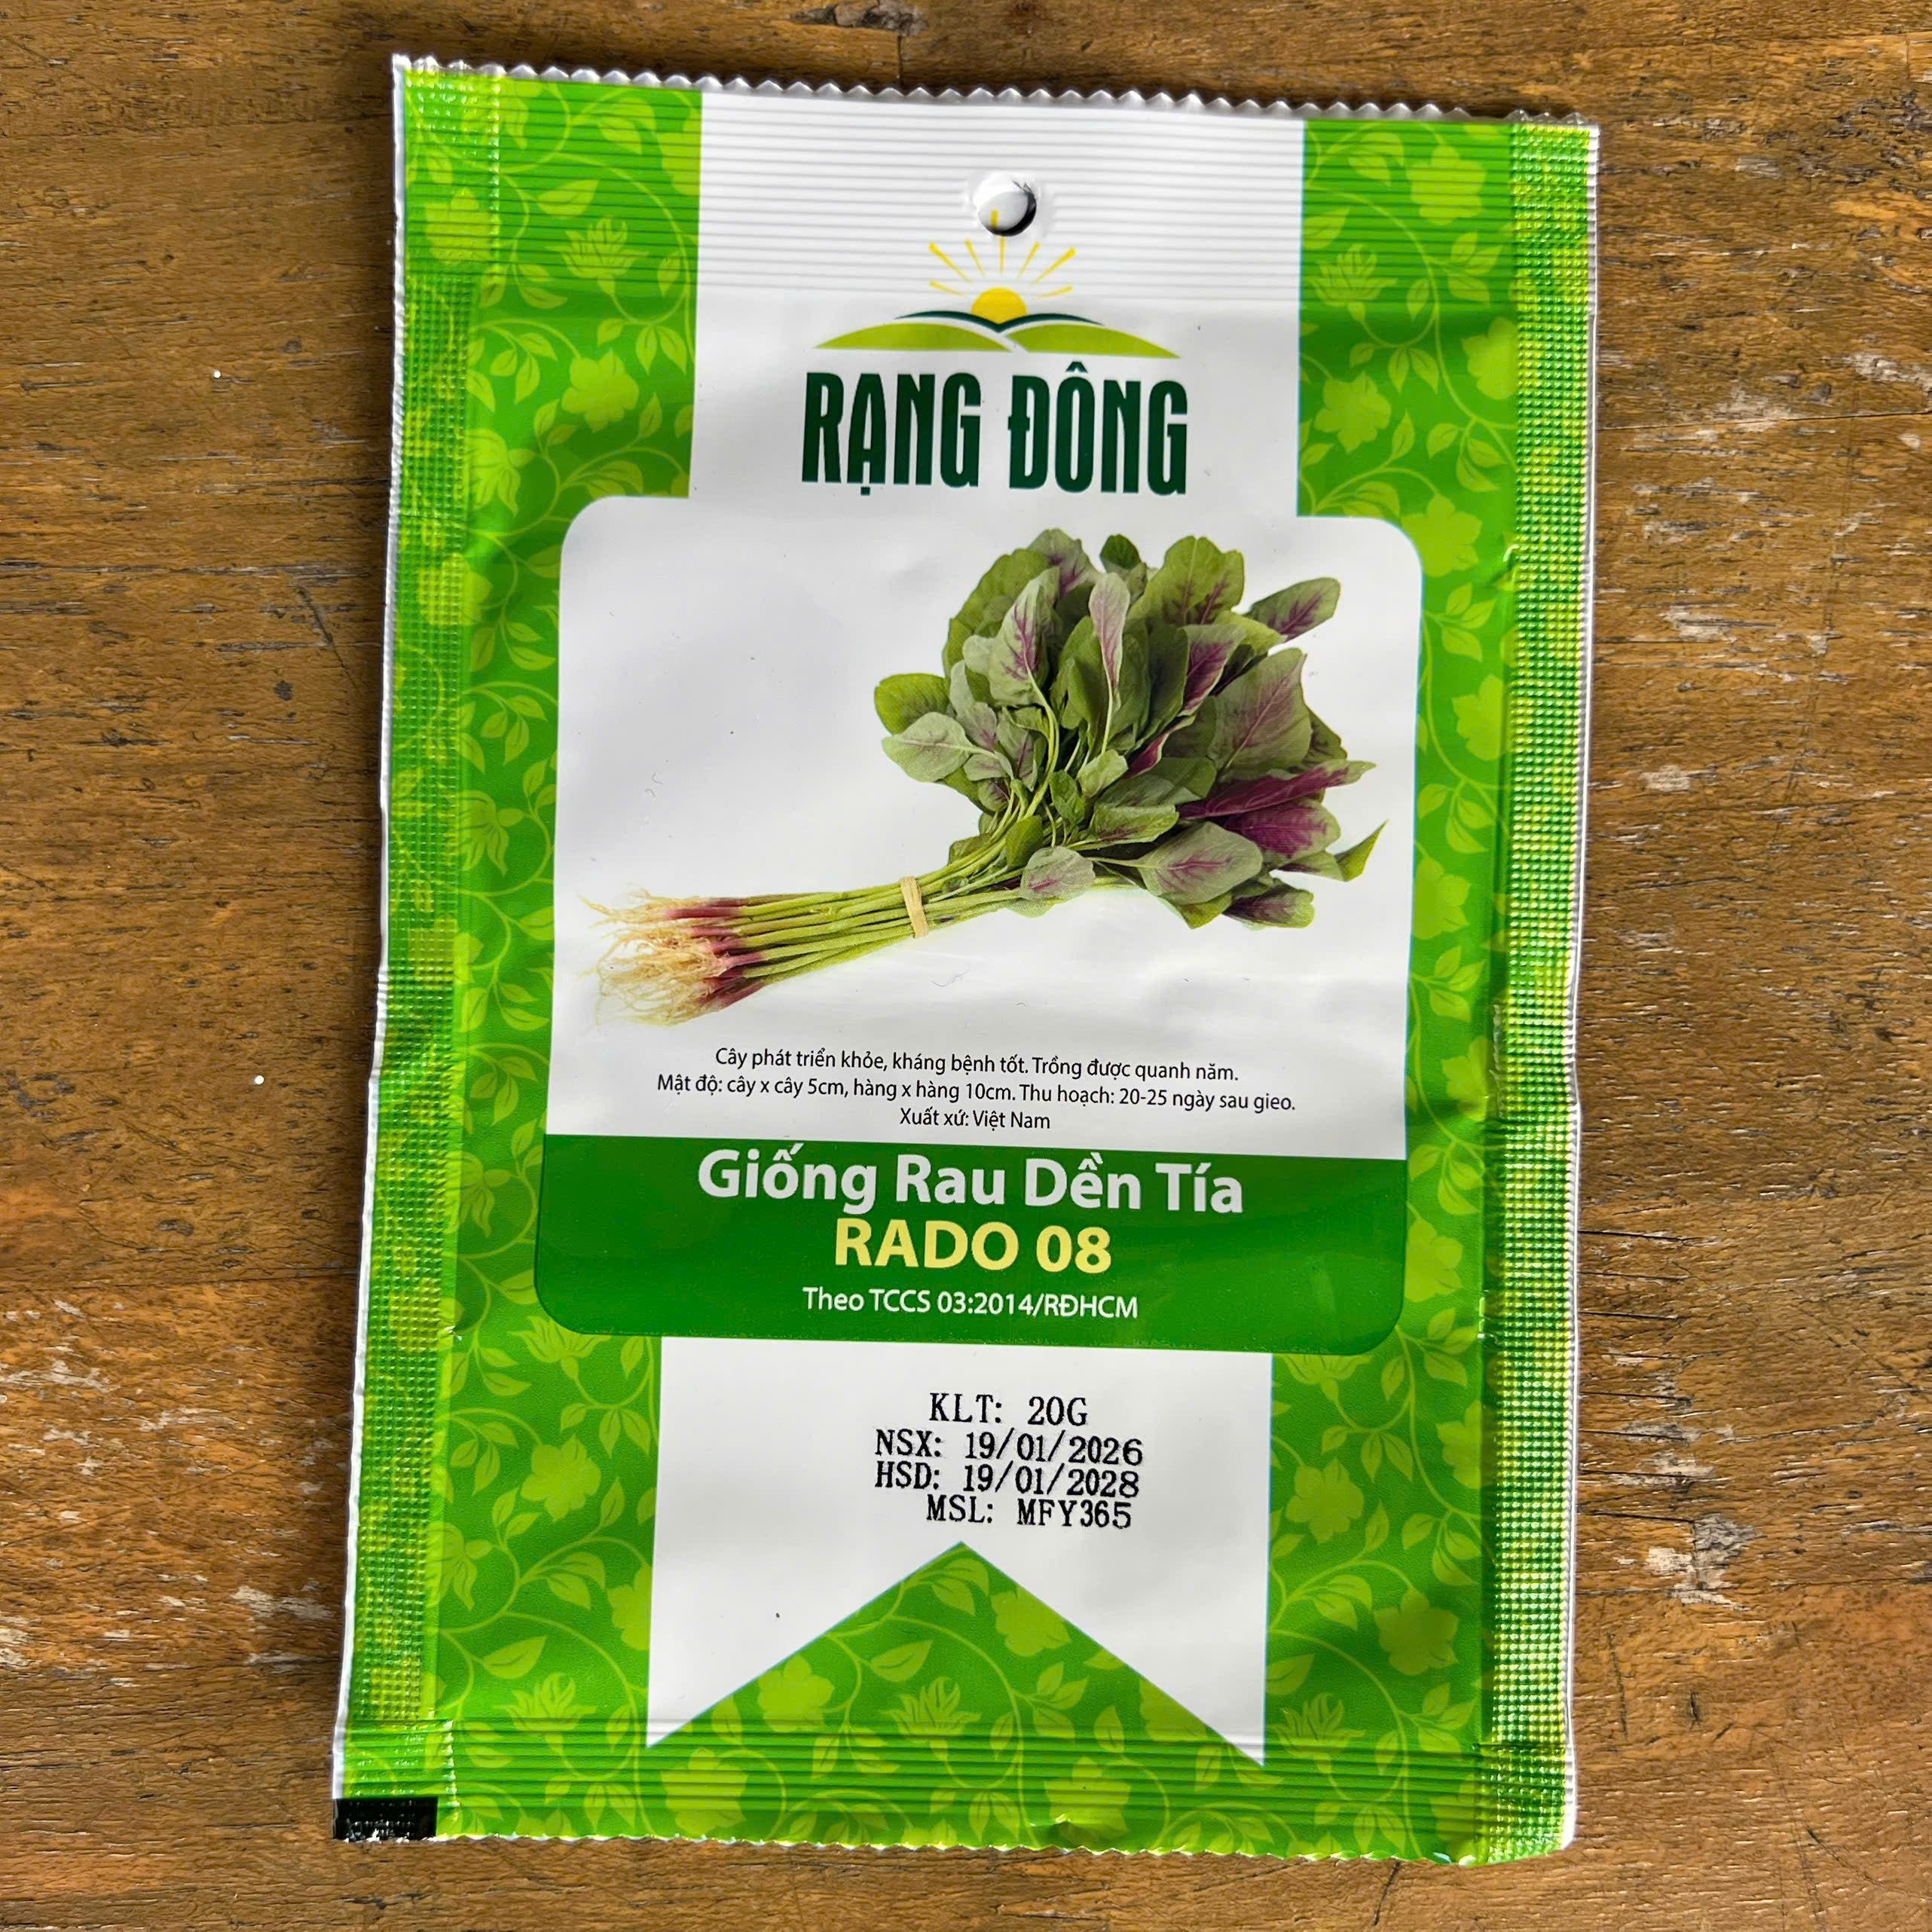 RẠNG ĐÔNG
Cây phát triển khỏe, kháng bệnh tốt. Trồng được quanh năm.
Mật độ: cây x cây 5cm, hàng x hàng 10cm. Thu hoạch: 20-25 ngày sau gieo.
Xuất xứ: Việt Nam
Giống Rau Dền Tía
RADO 08
Theo TCCS 03:2014/RĐHCM
KLT: 20G
NSX: 19/01/2026
HSD: 19/01/2028
MSL: MFY365